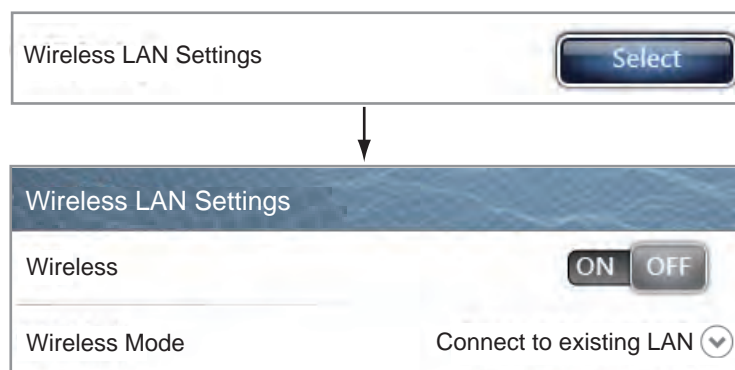 Wireless LAN Settings Select
Wireless LAN Settings
Wireless ON OFF
Wireless Mode Connect to existing LAN